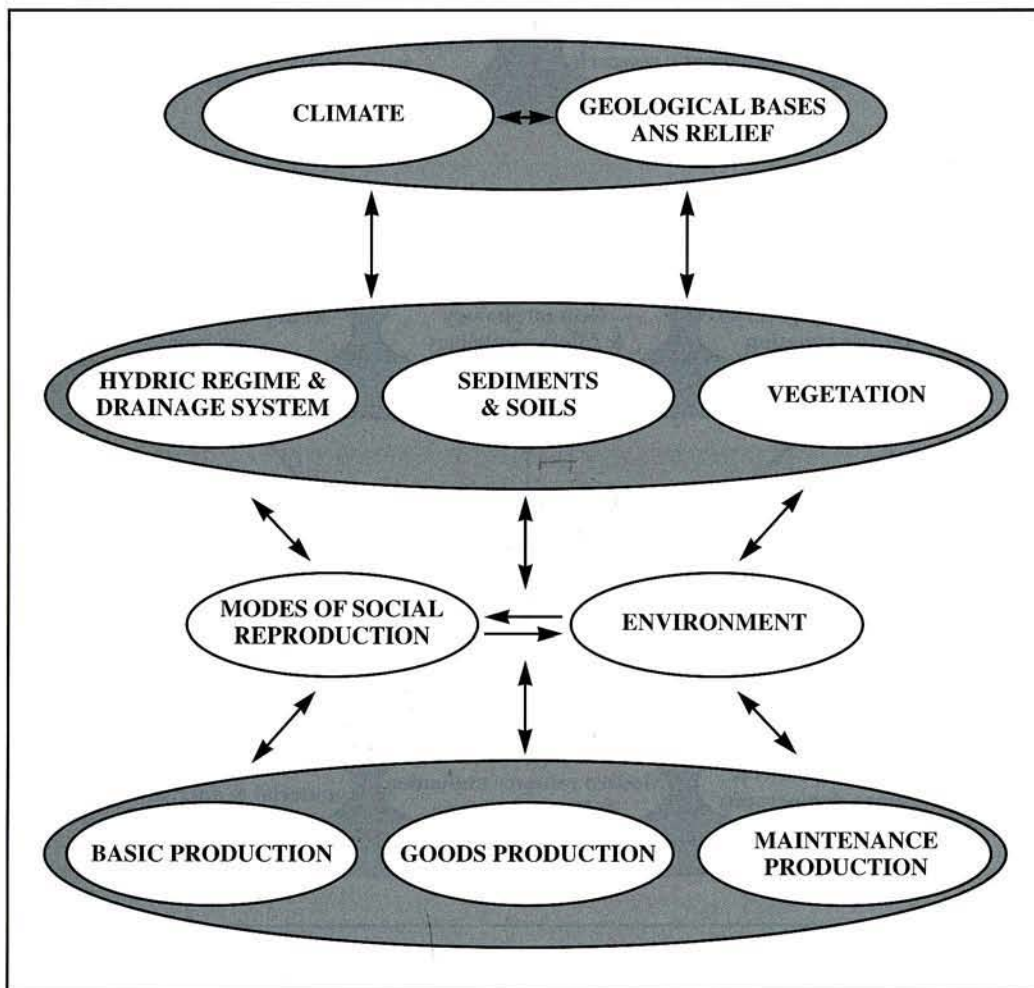 CLIMATE
GEOLOGICAL BASES
ANS RELIEF
HYDRIC REGIME &
DRAINAGE SYSTEM
SEDIMENTS
& SOILS
VEGETATION
MODES OF SOCIAL
REPRODUCTION
ENVIRONMENT
BASIC PRODUCTION
GOODS PRODUCTION
MAINTENANCE
PRODUCTION